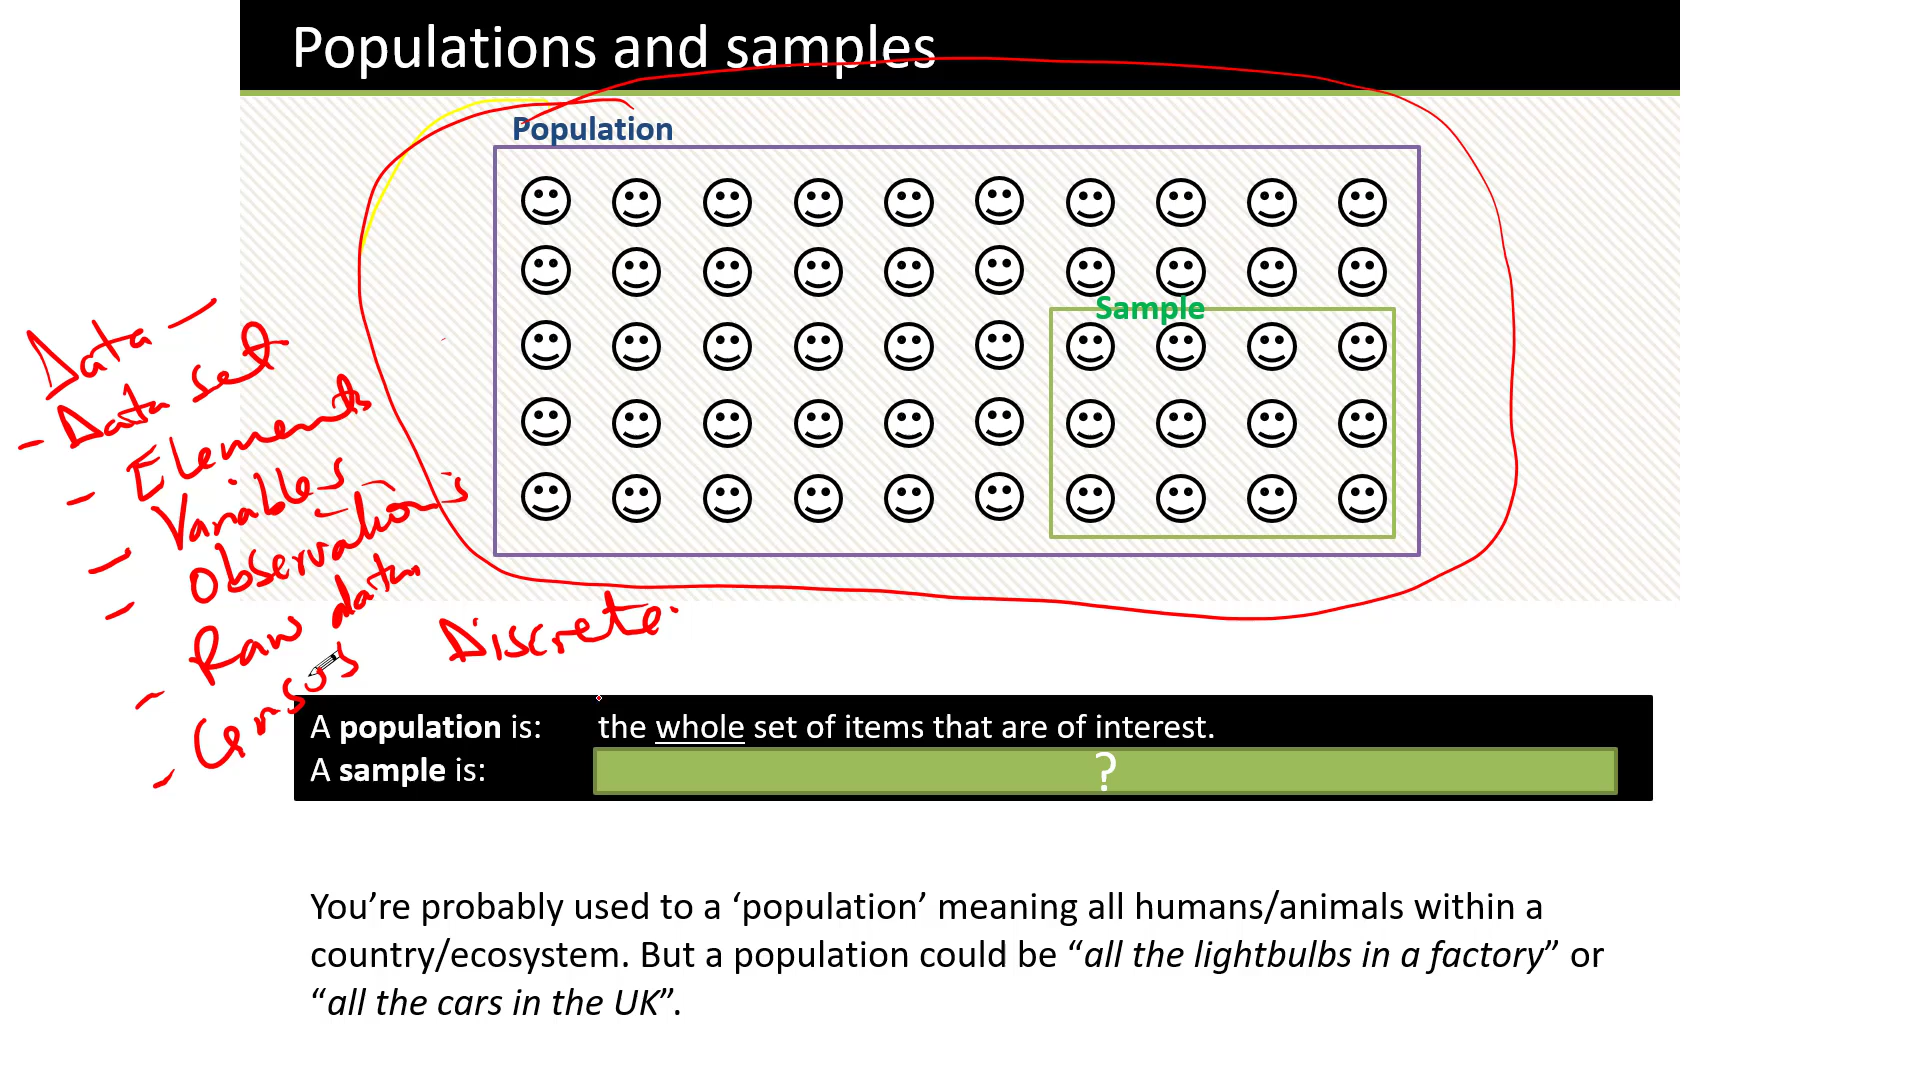 Populations and samples
Population
Sample
Data
Data set
Elements
Variables
Observations
Raw data
Discrete
A population is: the whole set of items that are of interest.
A sample is: ?
You’re probably used to a ‘population’ meaning all humans/animals within a
country/ecosystem. But a population could be “all the lightbulbs in a factory” or
“all the cars in the UK”.